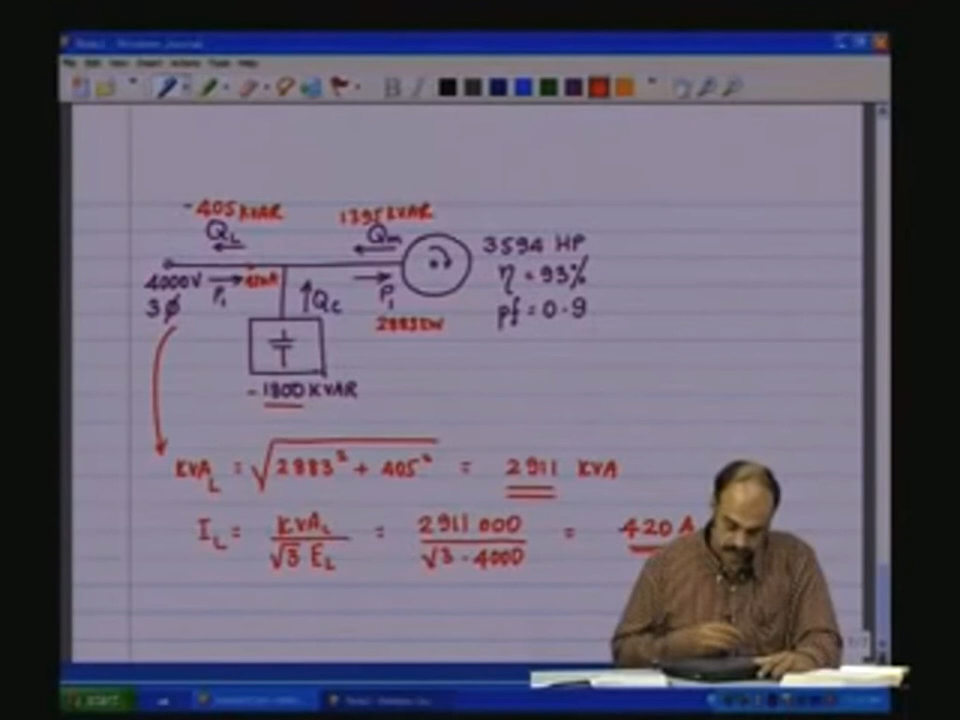 -405 KVAR 1395 KVAR
QL Qm
3594 HP
4000V P1 P1 η = 93%
3φ QC pf = 0.9
2883 KW
-1800 KVAR
KVAL = √2883² + 405² = 2911 KVA
IL = KVAL / √3 EL = 2911 000 / √3 · 4000 = 420 A